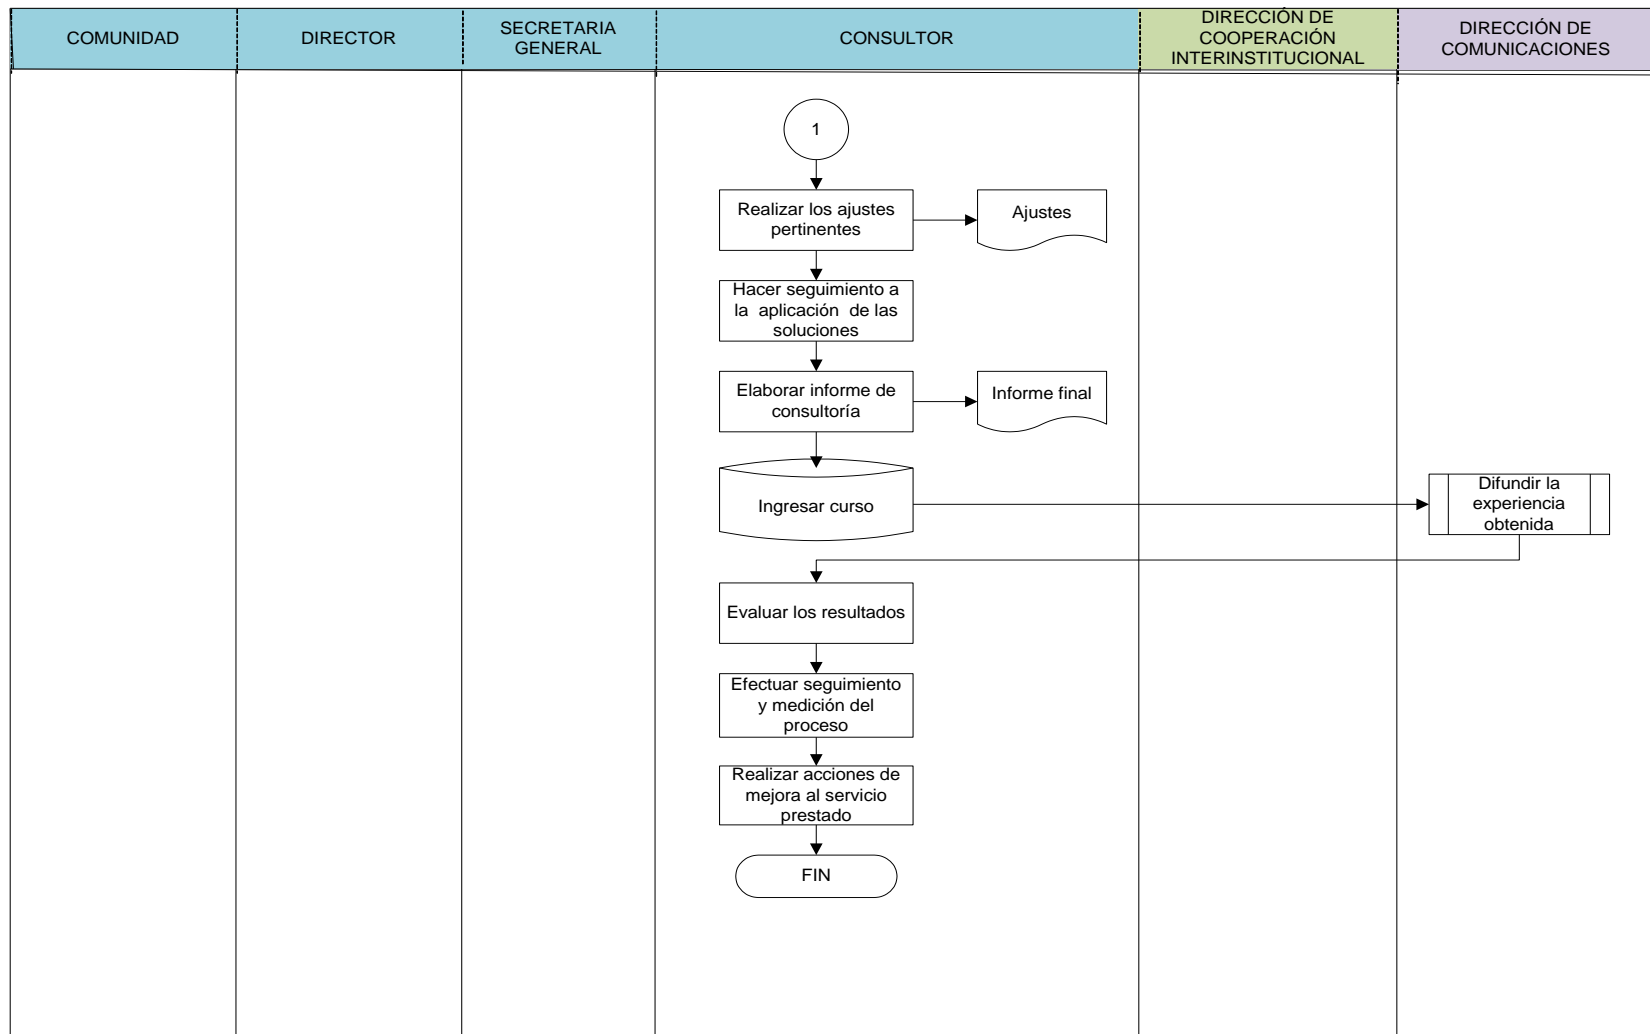 COMUNIDAD
DIRECTOR
SECRETARIA
GENERAL
CONSULTOR
DIRECCIÓN DE
COOPERACIÓN
INTERINSTITUCIONAL
DIRECCIÓN DE
COMUNICACIONES
1
Realizar los ajustes
pertinentes
Ajustes
Hacer seguimiento a
la aplicación de las
soluciones
Elaborar informe de
consultoría
Informe final
Ingresar curso
Difundir la
experiencia
obtenida
Evaluar los resultados
Efectuar seguimiento
y medición del
proceso
Realizar acciones de
mejora al servicio
prestado
FIN